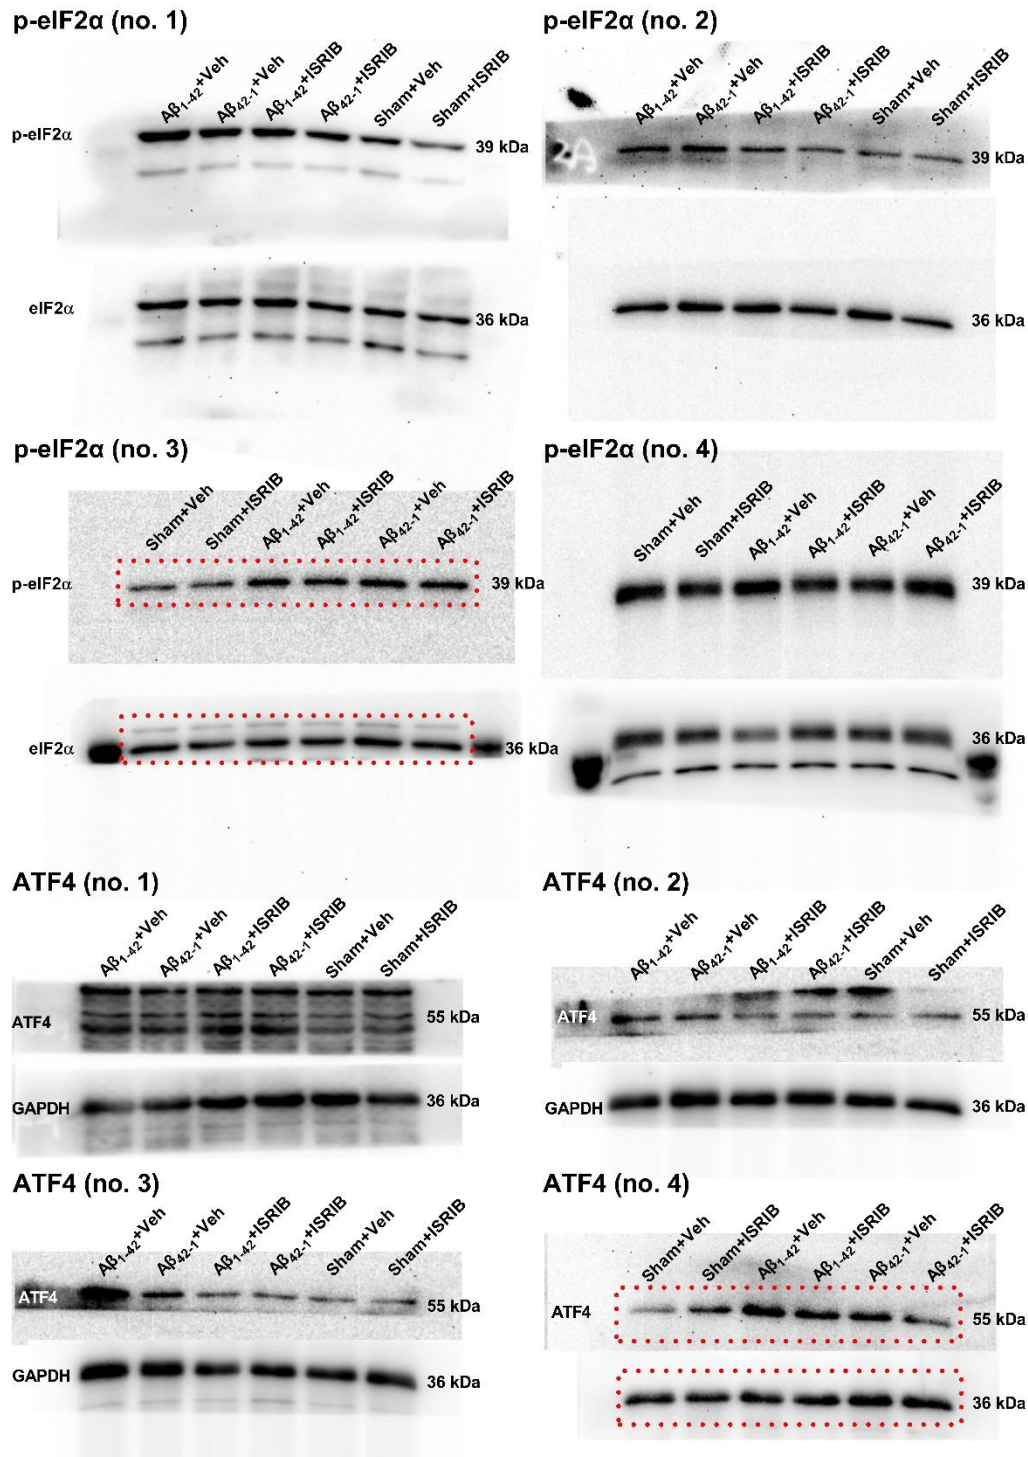 p-eIF2α (no. 1)
Aβ1-42+Veh
Aβ42-1+Veh
Aβ1-42+ISRIB
Aβ42-1+ISRIB
Sham+Veh
Sham+ISRIB
p-eIF2α
39 kDa
eIF2α
36 kDa
p-eIF2α (no. 2)
Aβ1-42+Veh
Aβ42-1+Veh
Aβ1-42+ISRIB
Aβ42-1+ISRIB
Sham+Veh
Sham+ISRIB
2A
39 kDa
36 kDa
p-eIF2α (no. 3)
Sham+Veh
Sham+ISRIB
Aβ1-42+Veh
Aβ1-42+ISRIB
Aβ42-1+Veh
Aβ42-1+ISRIB
p-eIF2α
39 kDa
eIF2α
36 kDa
p-eIF2α (no. 4)
Sham+Veh
Sham+ISRIB
Aβ1-42+Veh
Aβ1-42+ISRIB
Aβ42-1+Veh
Aβ42-1+ISRIB
39 kDa
36 kDa
ATF4 (no. 1)
Aβ1-42+Veh
Aβ42-1+Veh
Aβ1-42+ISRIB
Aβ42-1+ISRIB
Sham+Veh
Sham+ISRIB
ATF4
55 kDa
GAPDH
36 kDa
ATF4 (no. 2)
Aβ1-42+Veh
Aβ42-1+Veh
Aβ1-42+ISRIB
Aβ42-1+ISRIB
Sham+Veh
Sham+ISRIB
ATF4
55 kDa
GAPDH
36 kDa
ATF4 (no. 3)
Aβ1-42+Veh
Aβ42-1+Veh
Aβ1-42+ISRIB
Aβ42-1+ISRIB
Sham+Veh
Sham+ISRIB
ATF4
55 kDa
GAPDH
36 kDa
ATF4 (no. 4)
Sham+Veh
Sham+ISRIB
Aβ1-42+Veh
Aβ1-42+ISRIB
Aβ42-1+Veh
Aβ42-1+ISRIB
ATF4
55 kDa
36 kDa